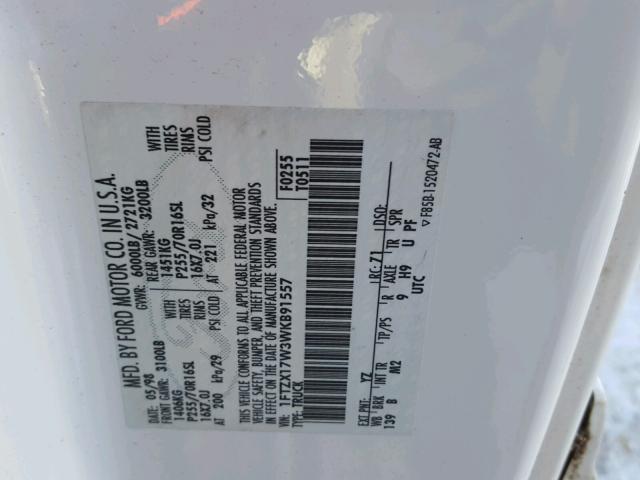 MFD. BY FORD MOTOR CO. IN U.S.A.
DATE: 05/98 GVWR: 6000LB/ 2721KG
FRONT GAWR: 3100LB REAR GAWR: 3200LB
1406KG 1451KG WITH
P255/70R16SL P255/70R16SL TIRES
16X7.0J 16X7.0J RIMS
AT 200 kPa/29 PSI COLD AT 221 kPa/32 PSI COLD
THIS VEHICLE CONFORMS TO ALL APPLICABLE FEDERAL MOTOR
VEHICLE SAFETY, BUMPER, AND THEFT PREVENTION STANDARDS
IN EFFECT ON THE DATE OF MANUFACTURE SHOWN ABOVE.
1FTZX17W3WKB91557
TYPE: TRUCK
F0255
T0511
EXT PNT: YZ RC: 71 DSO:
WB BRK INT TR TP/PS R AXLE TR SPR
139 B M2 9 H9 U PF
UTC
▽ F85B-1520472-AB
WITH
TIRES
RIMS